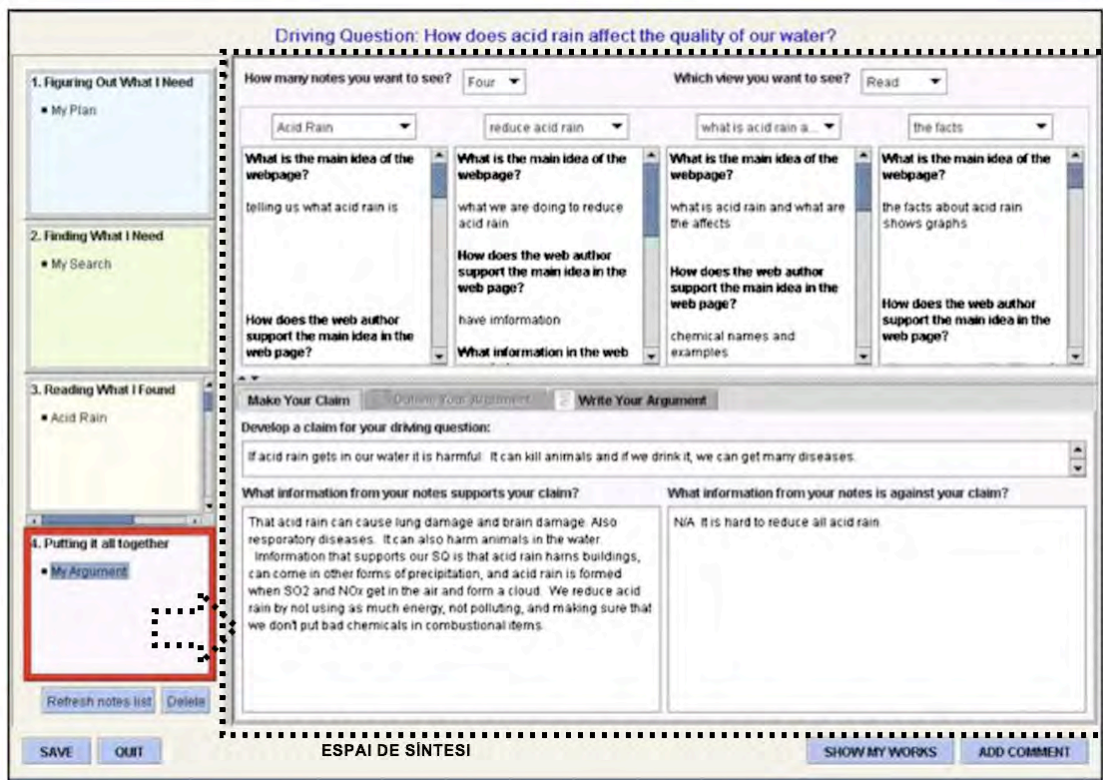 Driving Question: How does acid rain affect the quality of our water?
1. Figuring Out What I Need
▪ My Plan
2. Finding What I Need
▪ My Search
3. Reading What I Found
▪ Acid Rain
4. Putting it all together
▪ My Argument
Refresh notes list
Delete
How many notes you want to see?
Four
Which view you want to see?
Read
Acid Rain
What is the main idea of the
webpage?
telling us what acid rain is
How does the web author
support the main idea in the
web page?
reduce acid rain
What is the main idea of the
webpage?
what we are doing to reduce
acid rain
How does the web author
support the main idea in the
web page?
have imformation
What information in the web
what is acid rain a...
What is the main idea of the
webpage?
what is acid rain and what are
the affects
How does the web author
support the main idea in the
web page?
chemical names and
examples
the facts
What is the main idea of the
webpage?
the facts about acid rain
shows graphs
How does the web author
support the main idea in the
web page?
Make Your Claim
Outline Your Argument
Write Your Argument
Develop a claim for your driving question:
If acid rain gets in our water it is harmful. It can kill animals and if we drink it, we can get many diseases.
What information from your notes supports your claim?
That acid rain can cause lung damage and brain damage. Also
resporatory diseases. It can also harm animals in the water.
Imformation that supports our SQ is that acid rain harns buildings,
can come in other forms of precipitation, and acid rain is formed
when SO2 and NOx get in the air and form a cloud. We reduce acid
rain by not using as much energy, not polluting, and making sure that
we don't put bad chemicals in combustional items.
What information from your notes is against your claim?
N/A. It is hard to reduce all acid rain.
SAVE
QUIT
ESPAI DE SÍNTESI
SHOW MY WORKS
ADD COMMENT